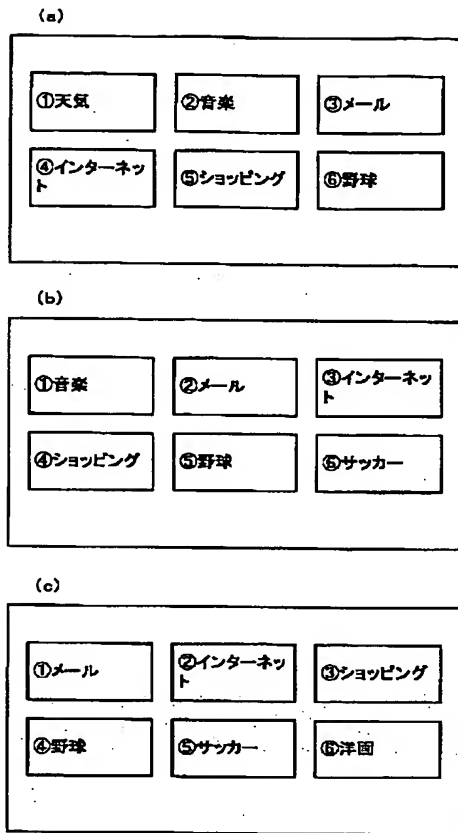 (a)
①天気
②音楽
③メール
④インターネッ
ト
⑤ショッピング
⑥野球
(b)
①音楽
②メール
③インターネッ
ト
④ショッピング
⑤野球
⑥サッカー
(c)
①メール
②インターネッ
ト
③ショッピング
④野球
⑤サッカー
⑥洋画